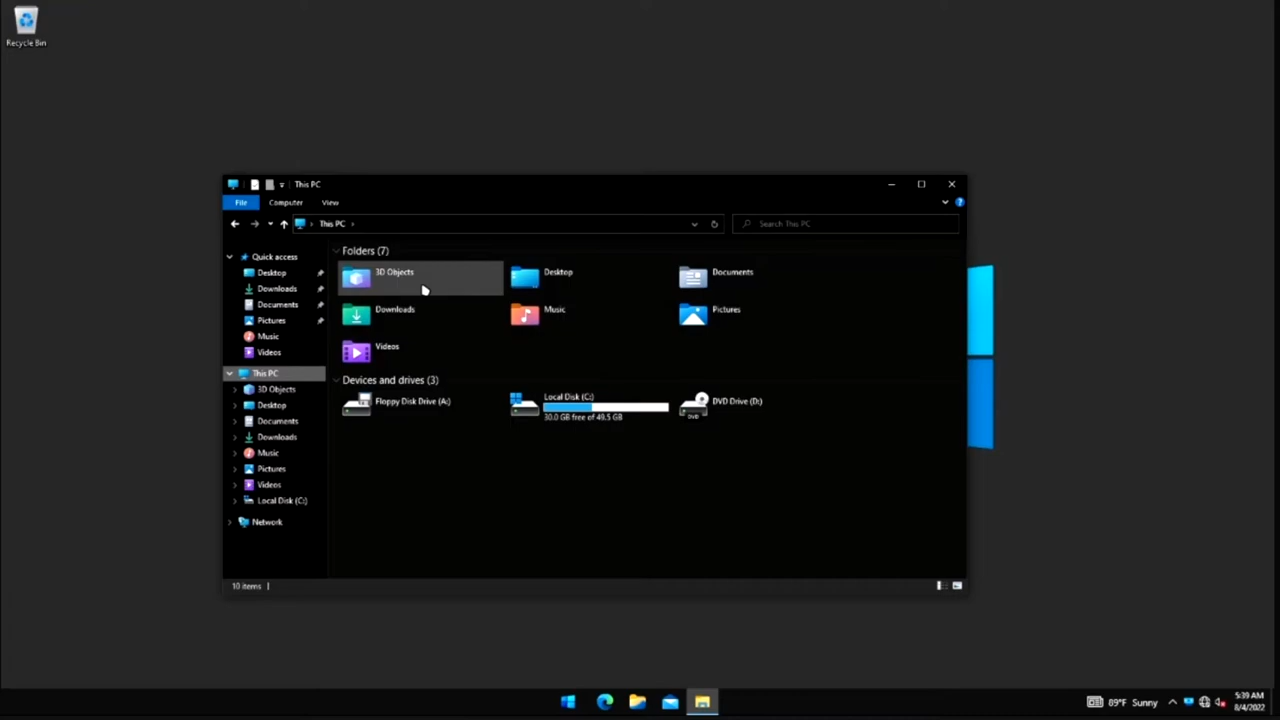 Recycle Bin
This PC
File Computer View
This PC
Search This PC
Quick access
Desktop
Downloads
Documents
Pictures
Music
Videos
This PC
3D Objects
Desktop
Documents
Downloads
Music
Pictures
Videos
Local Disk (C:)
Network
Folders (7)
3D Objects Desktop Documents
Downloads Music Pictures
Videos
Devices and drives (3)
Floppy Disk Drive (A:) Local Disk (C:) DVD Drive (D:)
30.0 GB free of 49.5 GB
DVD
10 items
89°F Sunny
5:39 AM
8/4/2022